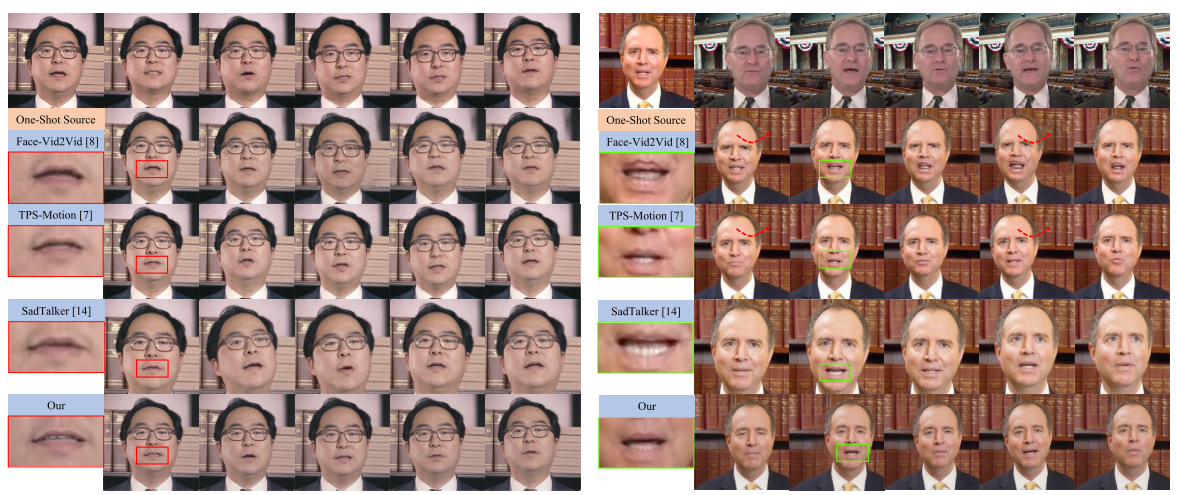 One-Shot Source
Face-Vid2Vid [8]
TPS-Motion [7]
SadTalker [14]
Our
One-Shot Source
Face-Vid2Vid [8]
TPS-Motion [7]
SadTalker [14]
Our